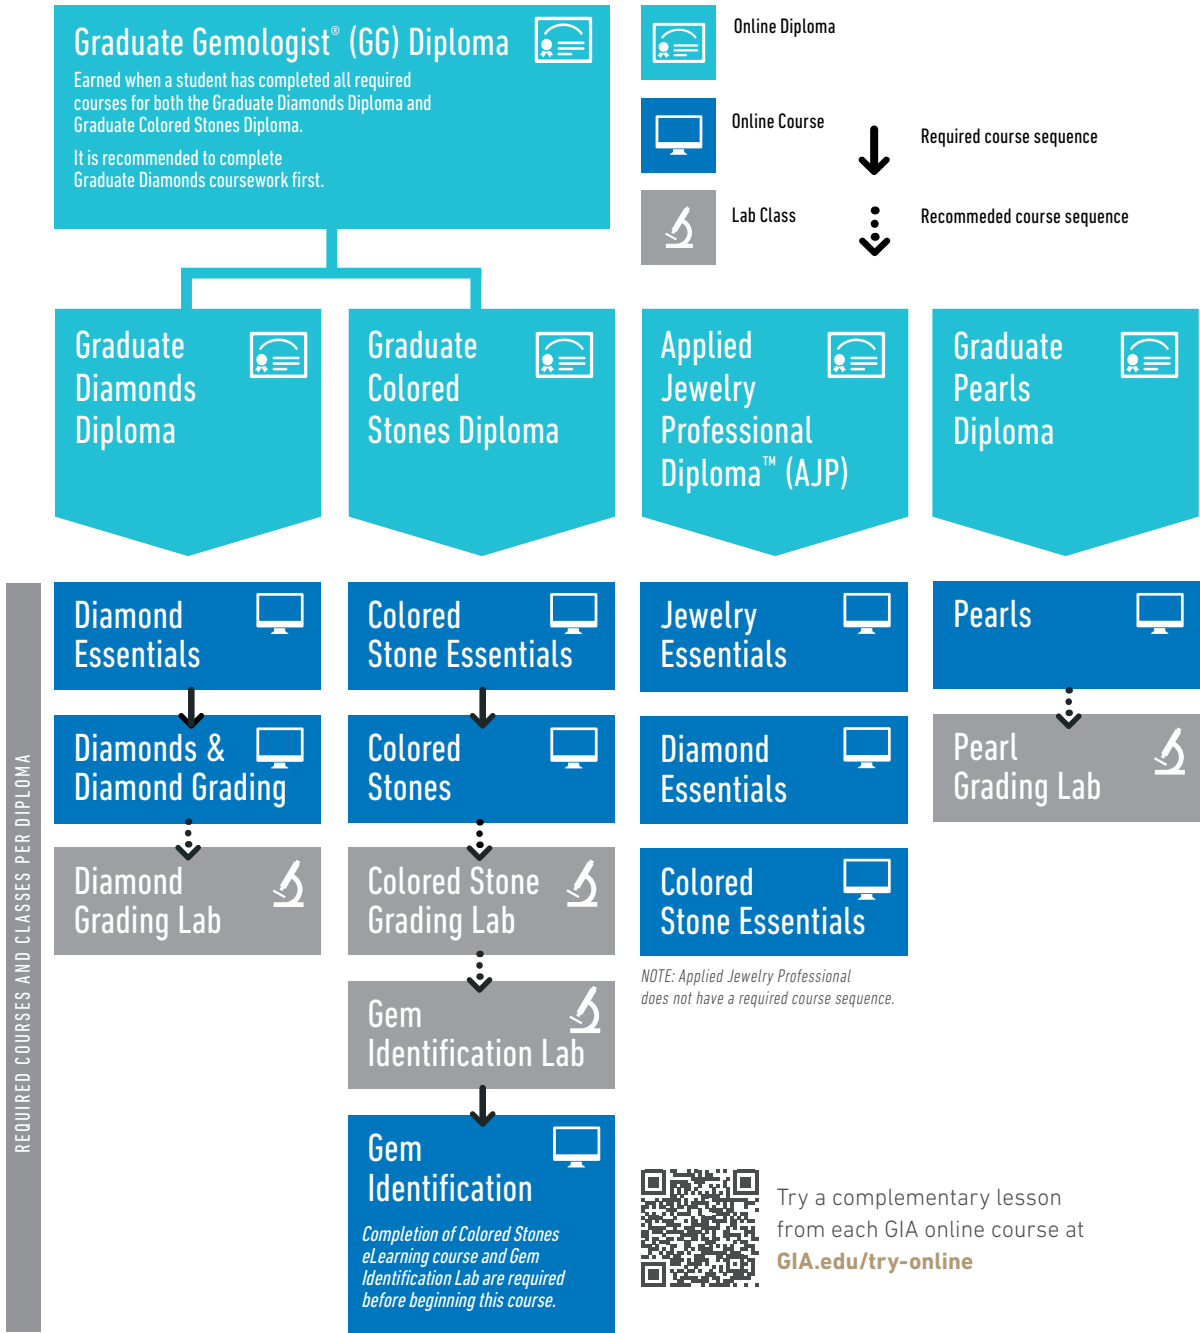 Graduate Gemologist® (GG) Diploma
Earned when a student has completed all required
courses for both the Graduate Diamonds Diploma and
Graduate Colored Stones Diploma.
It is recommended to complete
Graduate Diamonds coursework first.
Online Diploma
Online Course
Required course sequence
Lab Class
Recommeded course sequence
Graduate
Diamonds
Diploma
Graduate
Colored
Stones Diploma
Applied
Jewelry
Professional
Diploma™ (AJP)
Graduate
Pearls
Diploma
REQUIRED COURSES AND CLASSES PER DIPLOMA
Diamond
Essentials
Diamonds &
Diamond Grading
Diamond
Grading Lab
Colored
Stone Essentials
Colored
Stones
Colored Stone
Grading Lab
Gem
Identification Lab
Gem
Identification
Completion of Colored Stones
eLearning course and Gem
Identification Lab are required
before beginning this course.
Jewelry
Essentials
Diamond
Essentials
Colored
Stone Essentials
NOTE: Applied Jewelry Professional
does not have a required course sequence.
Pearls
Pearl
Grading Lab
Try a complementary lesson
from each GIA online course at
GIA.edu/try-online